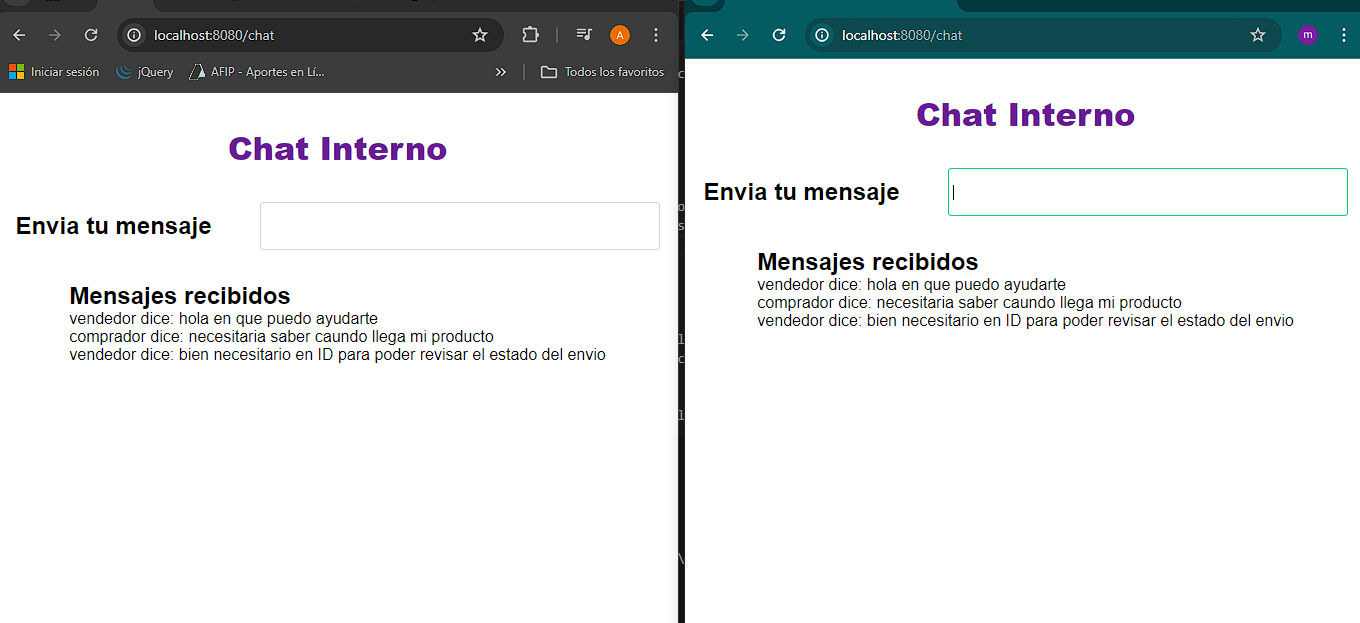 localhost:8080/chat
A
Iniciar sesión
jQuery
AFIP - Aportes en Lí...
»
Todos los favoritos
Chat Interno
Envia tu mensaje
Mensajes recibidos
vendedor dice: hola en que puedo ayudarte
comprador dice: necesitaria saber caundo llega mi producto
vendedor dice: bien necesitario en ID para poder revisar el estado del envio
localhost:8080/chat
m
Chat Interno
Envia tu mensaje
Mensajes recibidos
vendedor dice: hola en que puedo ayudarte
comprador dice: necesitaria saber caundo llega mi producto
vendedor dice: bien necesitario en ID para poder revisar el estado del envio